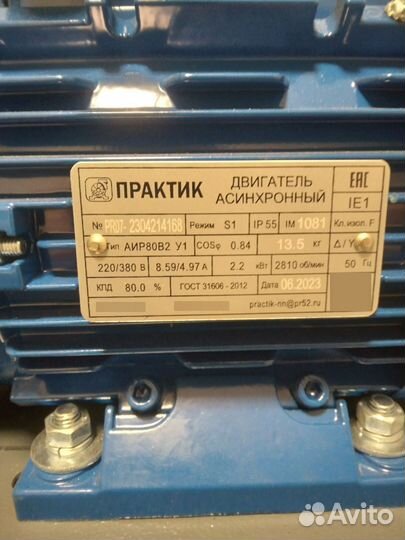 ПРАКТИК ДВИГАТЕЛЬ АСИНХРОННЫЙ EAC
№ PR07-2304214168 Режим S1 IP 55 IM 1081 Кл. изол. F IE1
Тип АИР80В2 У1 COSφ 0.84 13.5 кг Δ / Y
220/380 В 8.59/4.97 А 2.2 кВт 2810 об/мин 50 Гц
КПД 80.0 % ГОСТ 31606 - 2012 Дата 06.2023
practik-nn@pr52.ru
Avito